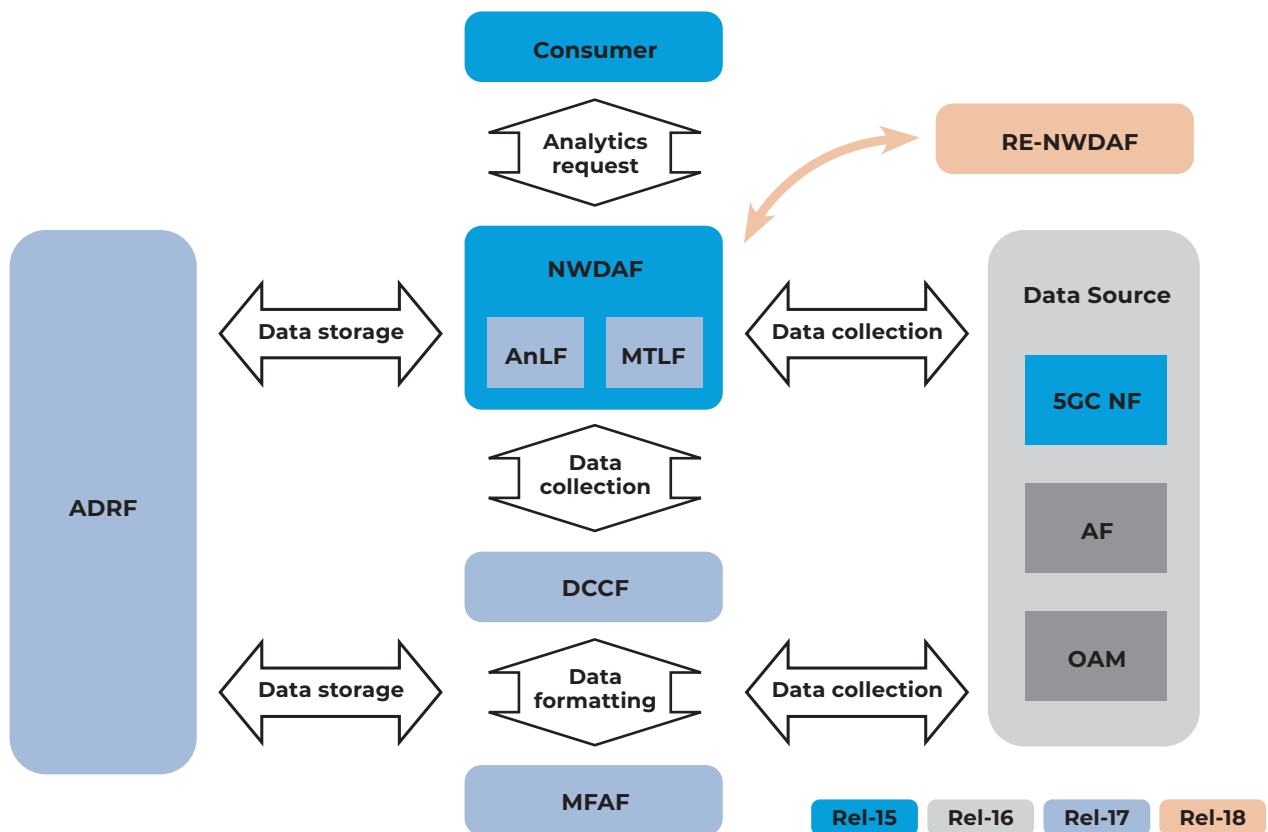 Consumer
Analytics
request
RE-NWDAF
NWDAF
Data Source
Data storage
Data collection
AnLF
MTLF
5GC NF
Data
collection
ADRF
AF
DCCF
OAM
Data storage
Data
formatting
Data collection
MFAF
Rel-15
Rel-16
Rel-17
Rel-18